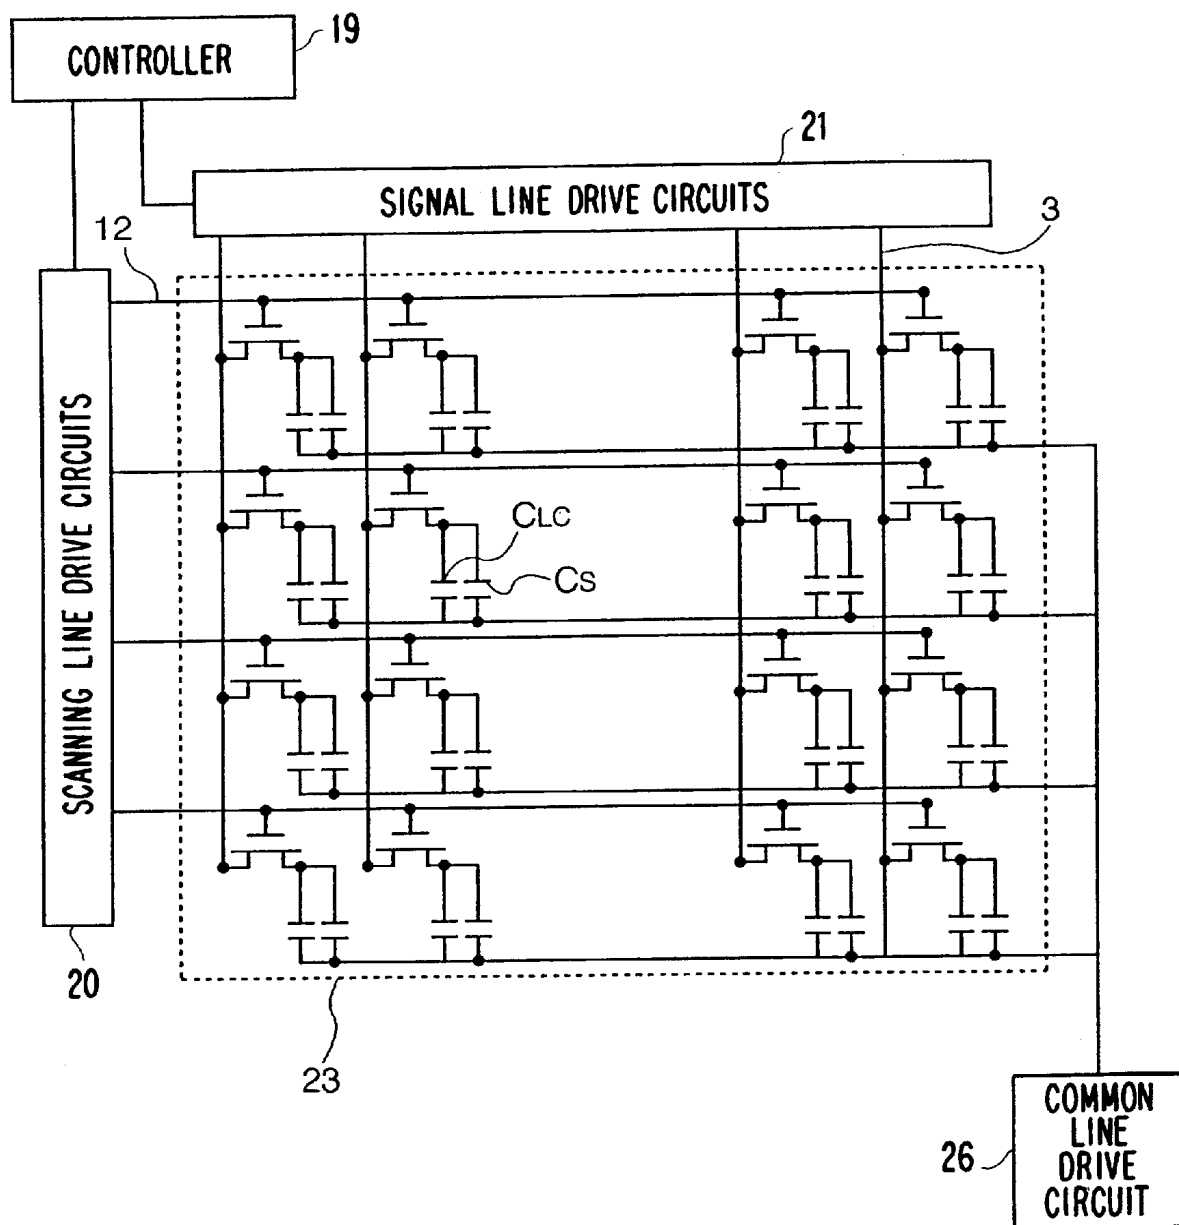 19
CONTROLLER
21
SIGNAL LINE DRIVE CIRCUITS
12
3
SCANNING LINE DRIVE CIRCUITS
CLC
CS
20
23
26
COMMON
LINE
DRIVE
CIRCUIT